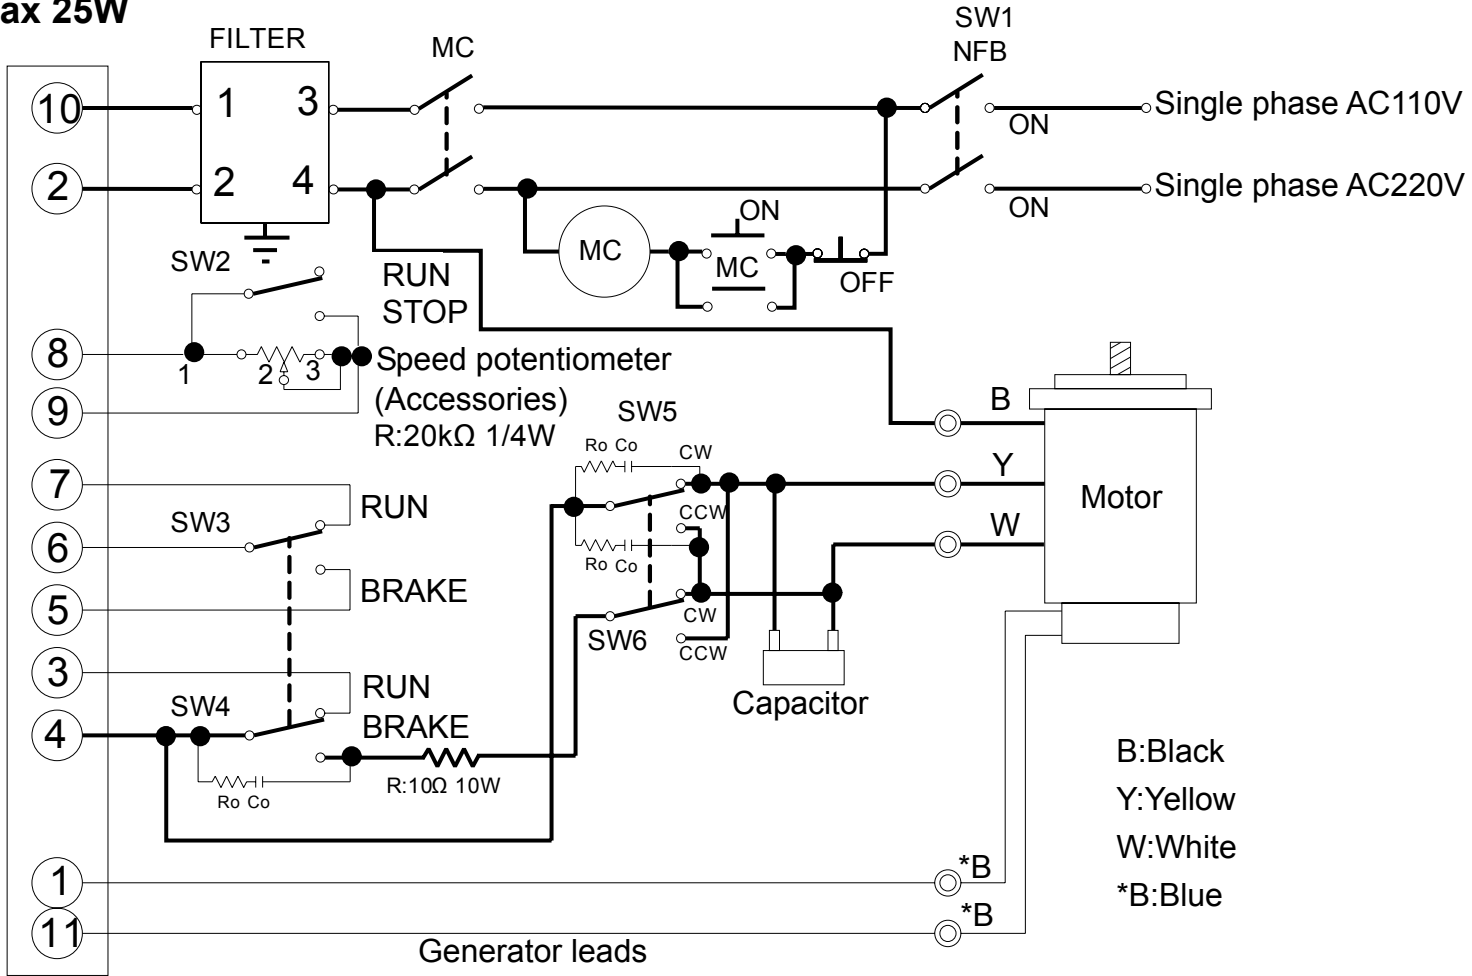 ax 25W
FILTER
MC
SW1
NFB
10
1
3
ON
Single phase AC110V
2
2
4
ON
Single phase AC220V
ON
MC
MC
OFF
SW2
RUN
STOP
8
1
2
3
Speed potentiometer
(Accessories)
R:20kΩ 1/4W
9
SW5
Ro Co
CW
CCW
Ro Co
CW
SW6
CCW
B
Y
W
Motor
Capacitor
7
RUN
SW3
6
BRAKE
5
3
RUN
SW4
BRAKE
4
Ro Co
R:10Ω 10W
B:Black
Y:Yellow
W:White
*B:Blue
1
*B
11
*B
Generator leads